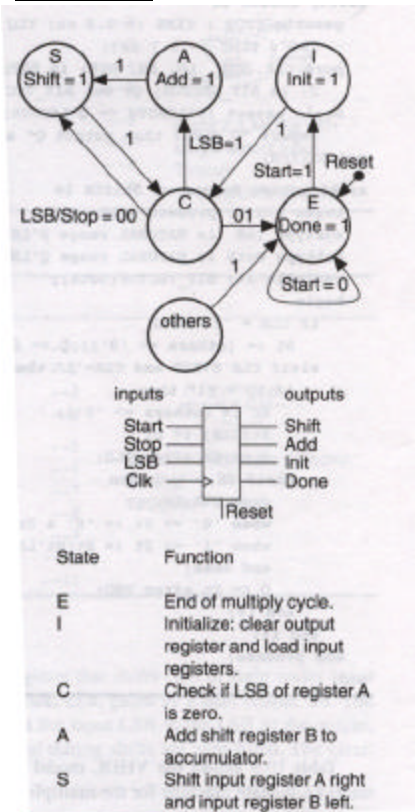 S
Shift = 1
1
A
Add = 1
I
Init = 1
1
1
LSB=1
Start=1
Reset
LSB/Stop = 00
C
01
E
Done = 1
1
Start = 0
others
inputs
outputs
Start
Shift
Stop
Add
LSB
Init
Clk
Done
Reset
State Function
E End of multiply cycle.
I Initialize: clear output
register and load input
registers.
C Check if LSB of register A
is zero.
A Add shift register B to
accumulator.
S Shift input register A right
and input register B left.